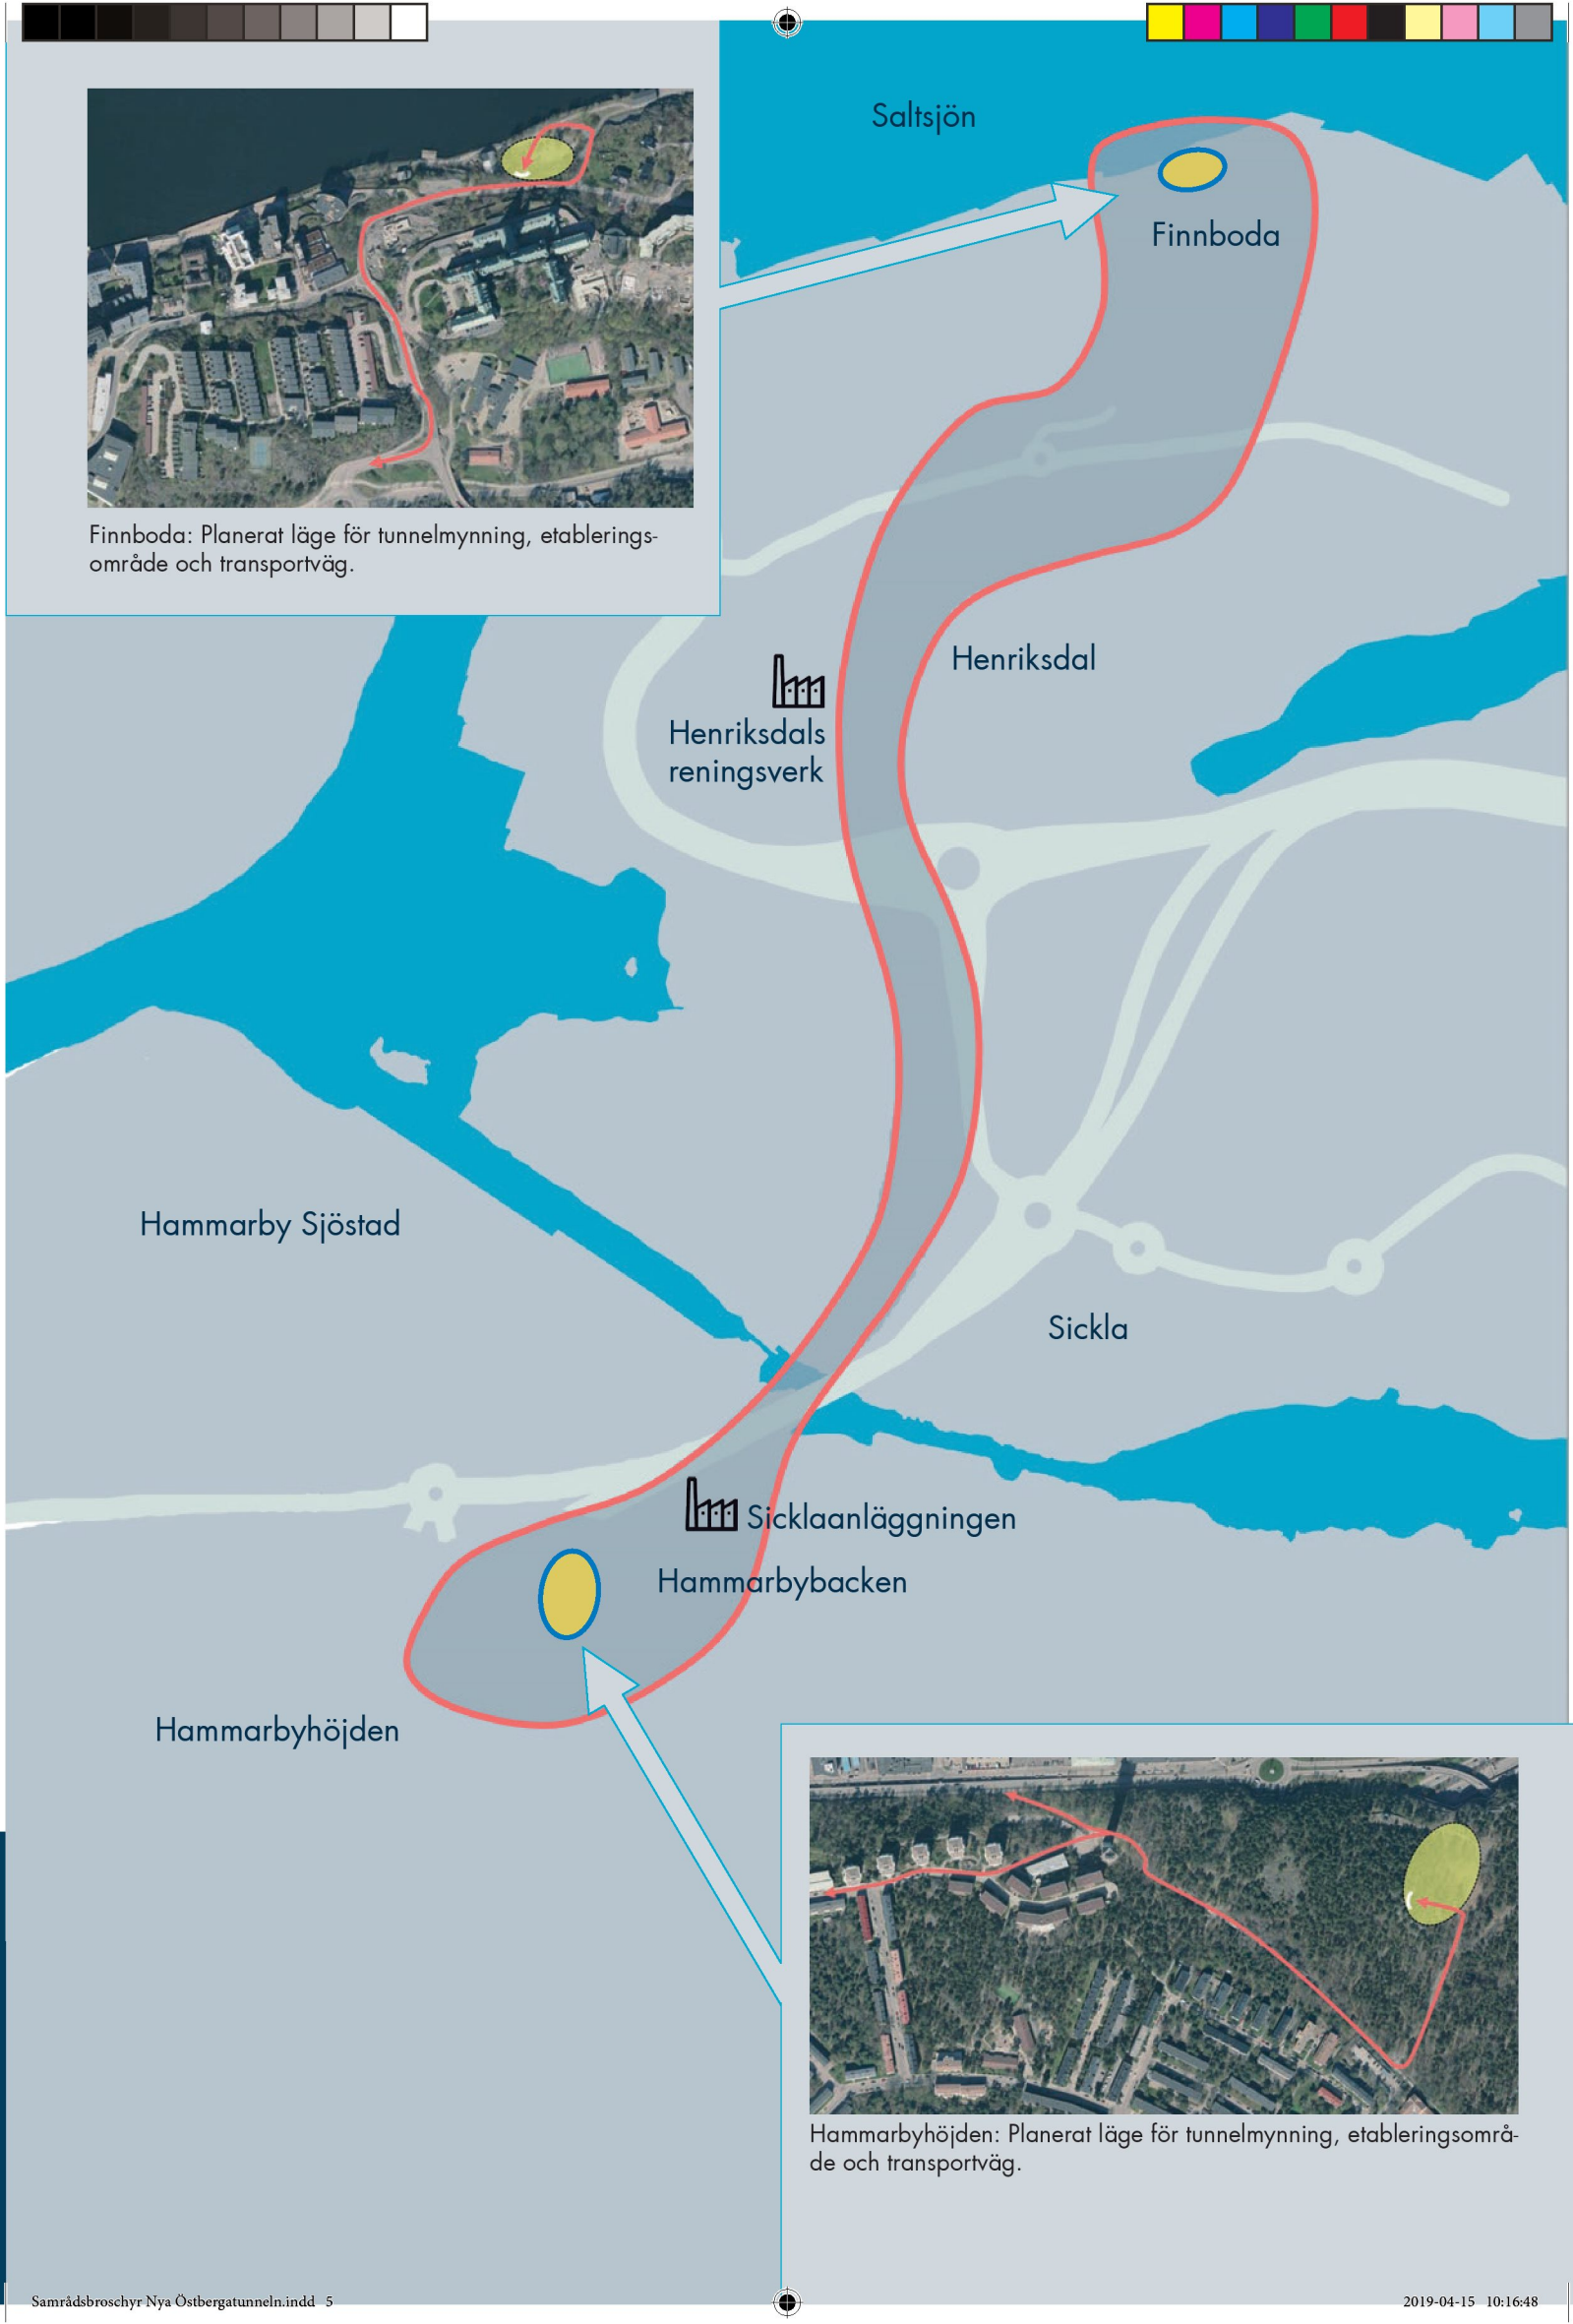 Saltsjön
Finnboda
Finnboda: Planerat läge för tunnelmynning, etablerings-
område och transportväg.
Henriksdal
Henriksdals
reningsverk
Hammarby Sjöstad
Sickla
Sicklaanläggningen
Hammarbybacken
Hammarbyhöjden
Hammarbyhöjden: Planerat läge för tunnelmynning, etableringsområ-
de och transportväg.
Samrådsbroschyr Nya Östbergatunneln.indd 5
2019-04-15 10:16:48